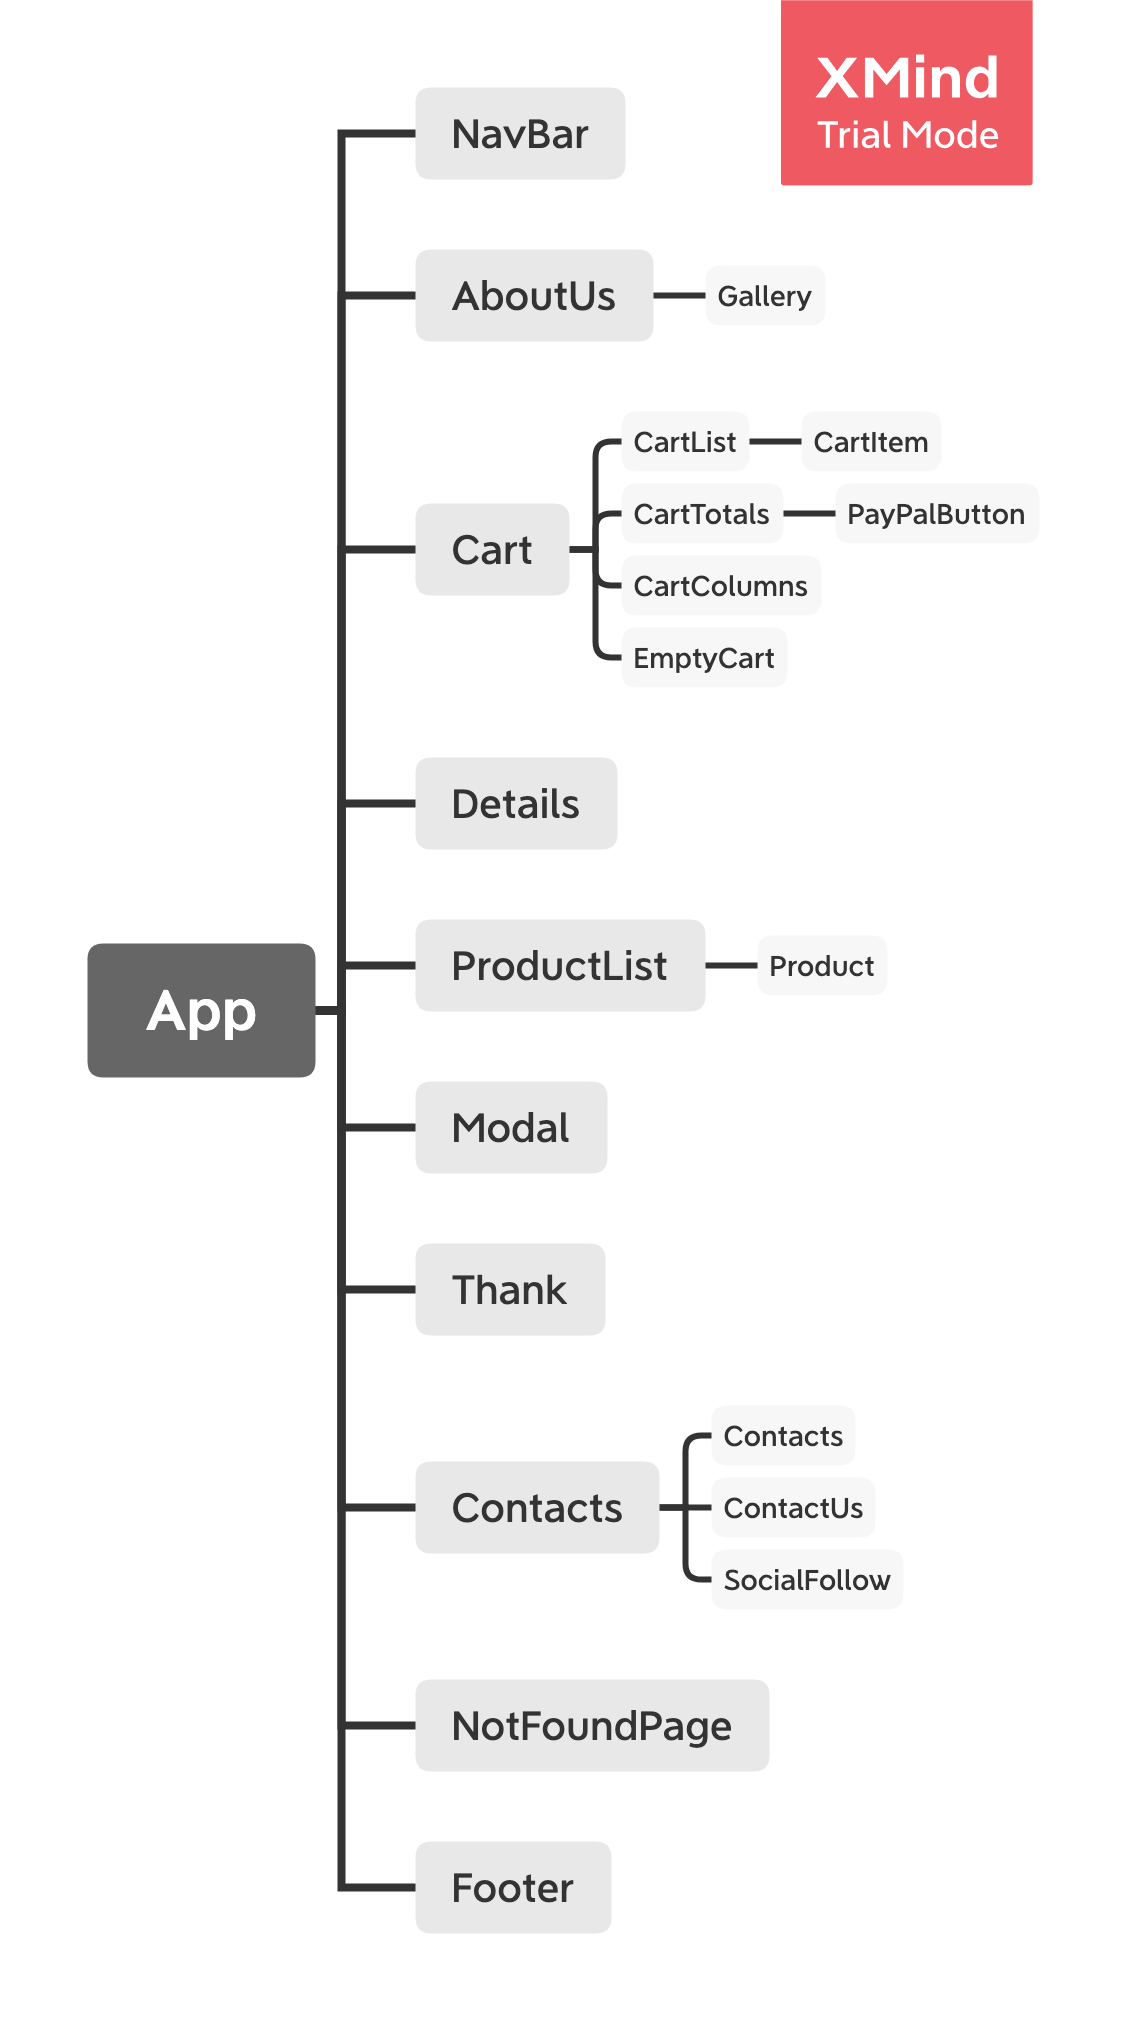 XMind
Trial Mode
NavBar
AboutUs
Gallery
CartList
CartItem
CartTotals
PayPalButton
Cart
CartColumns
EmptyCart
Details
ProductList
Product
App
Modal
Thank
Contacts
Contacts
ContactUs
SocialFollow
NotFoundPage
Footer